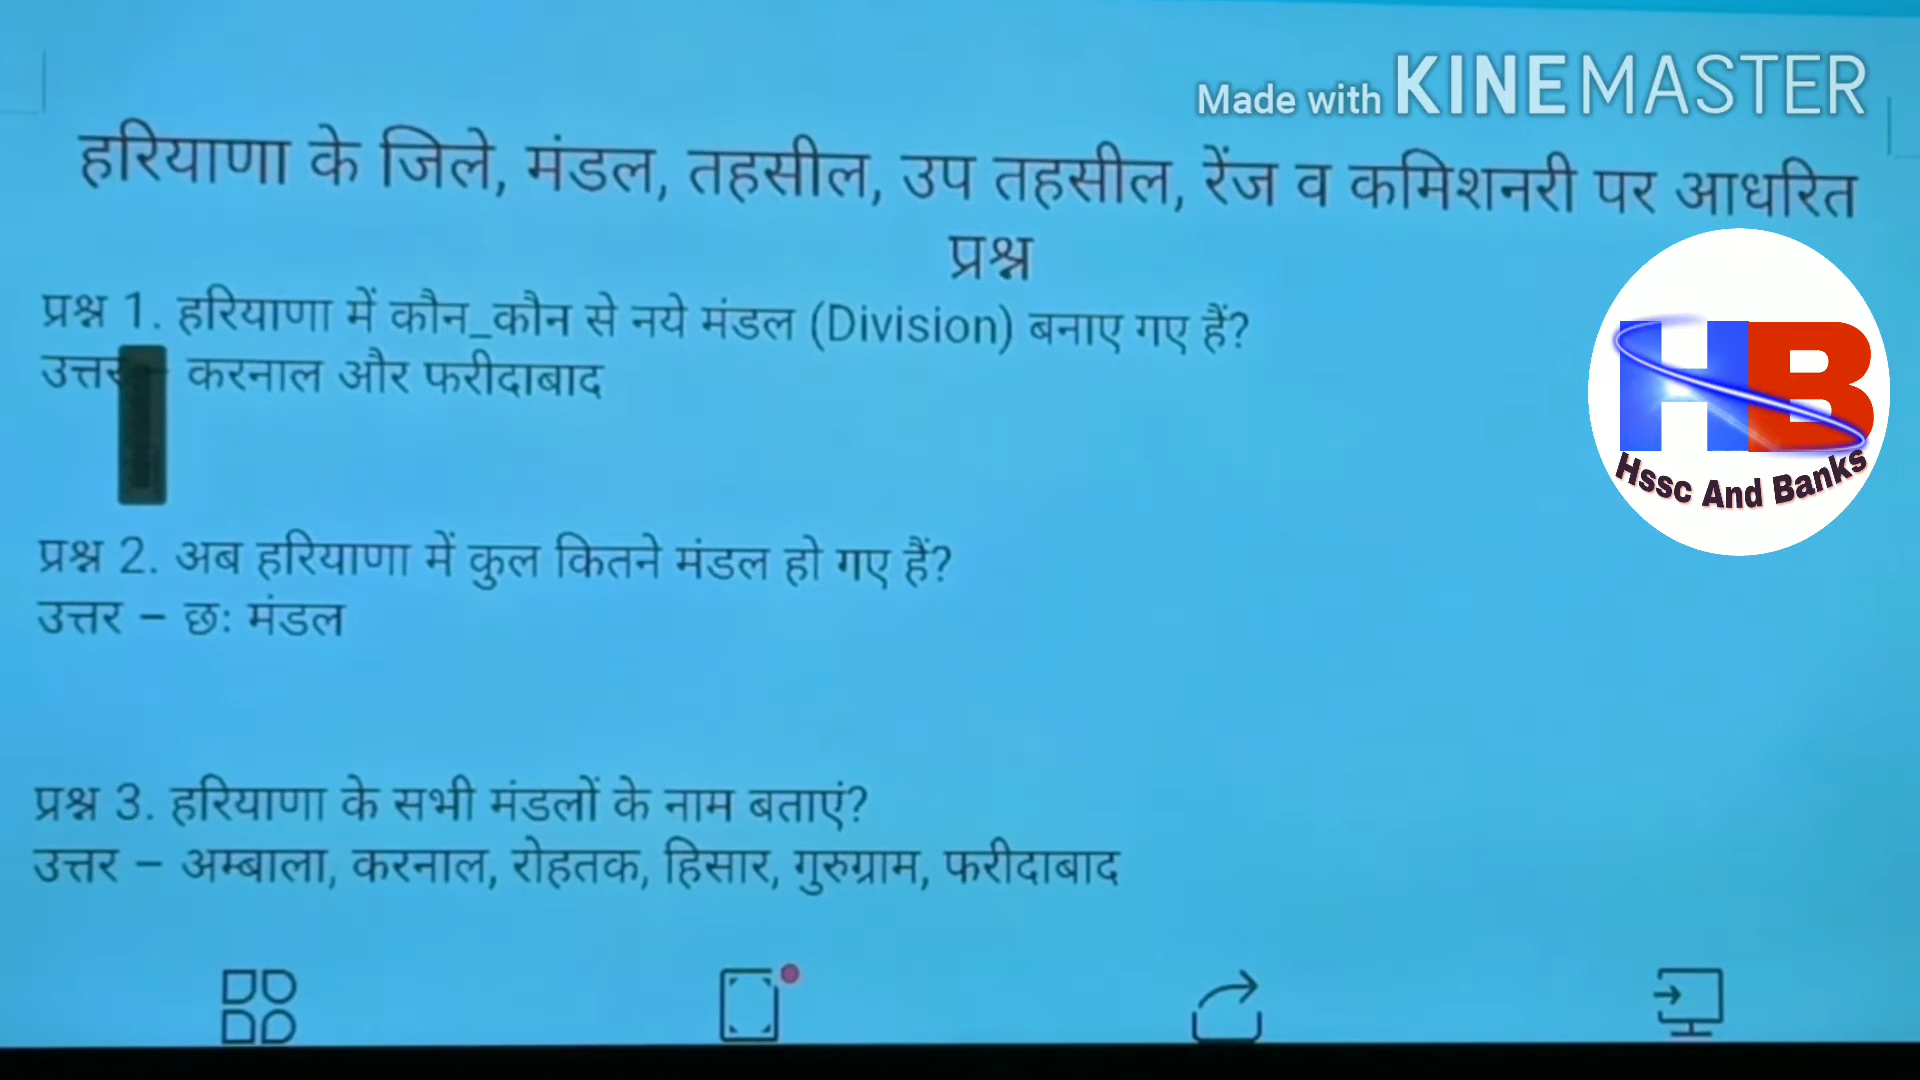 Made with KINEMASTER
हरियाणा के जिले, मंडल, तहसील, उप तहसील, रेंज व कमिशनरी पर आधरित
प्रश्न
प्रश्न 1. हरियाणा में कौन_कौन से नये मंडल (Division) बनाए गए हैं?
उत्तर – करनाल और फरीदाबाद
HB
Hssc And Banks
प्रश्न 2. अब हरियाणा में कुल कितने मंडल हो गए हैं?
उत्तर – छः मंडल
प्रश्न 3. हरियाणा के सभी मंडलों के नाम बताएं?
उत्तर – अम्बाला, करनाल, रोहतक, हिसार, गुरुग्राम, फरीदाबाद